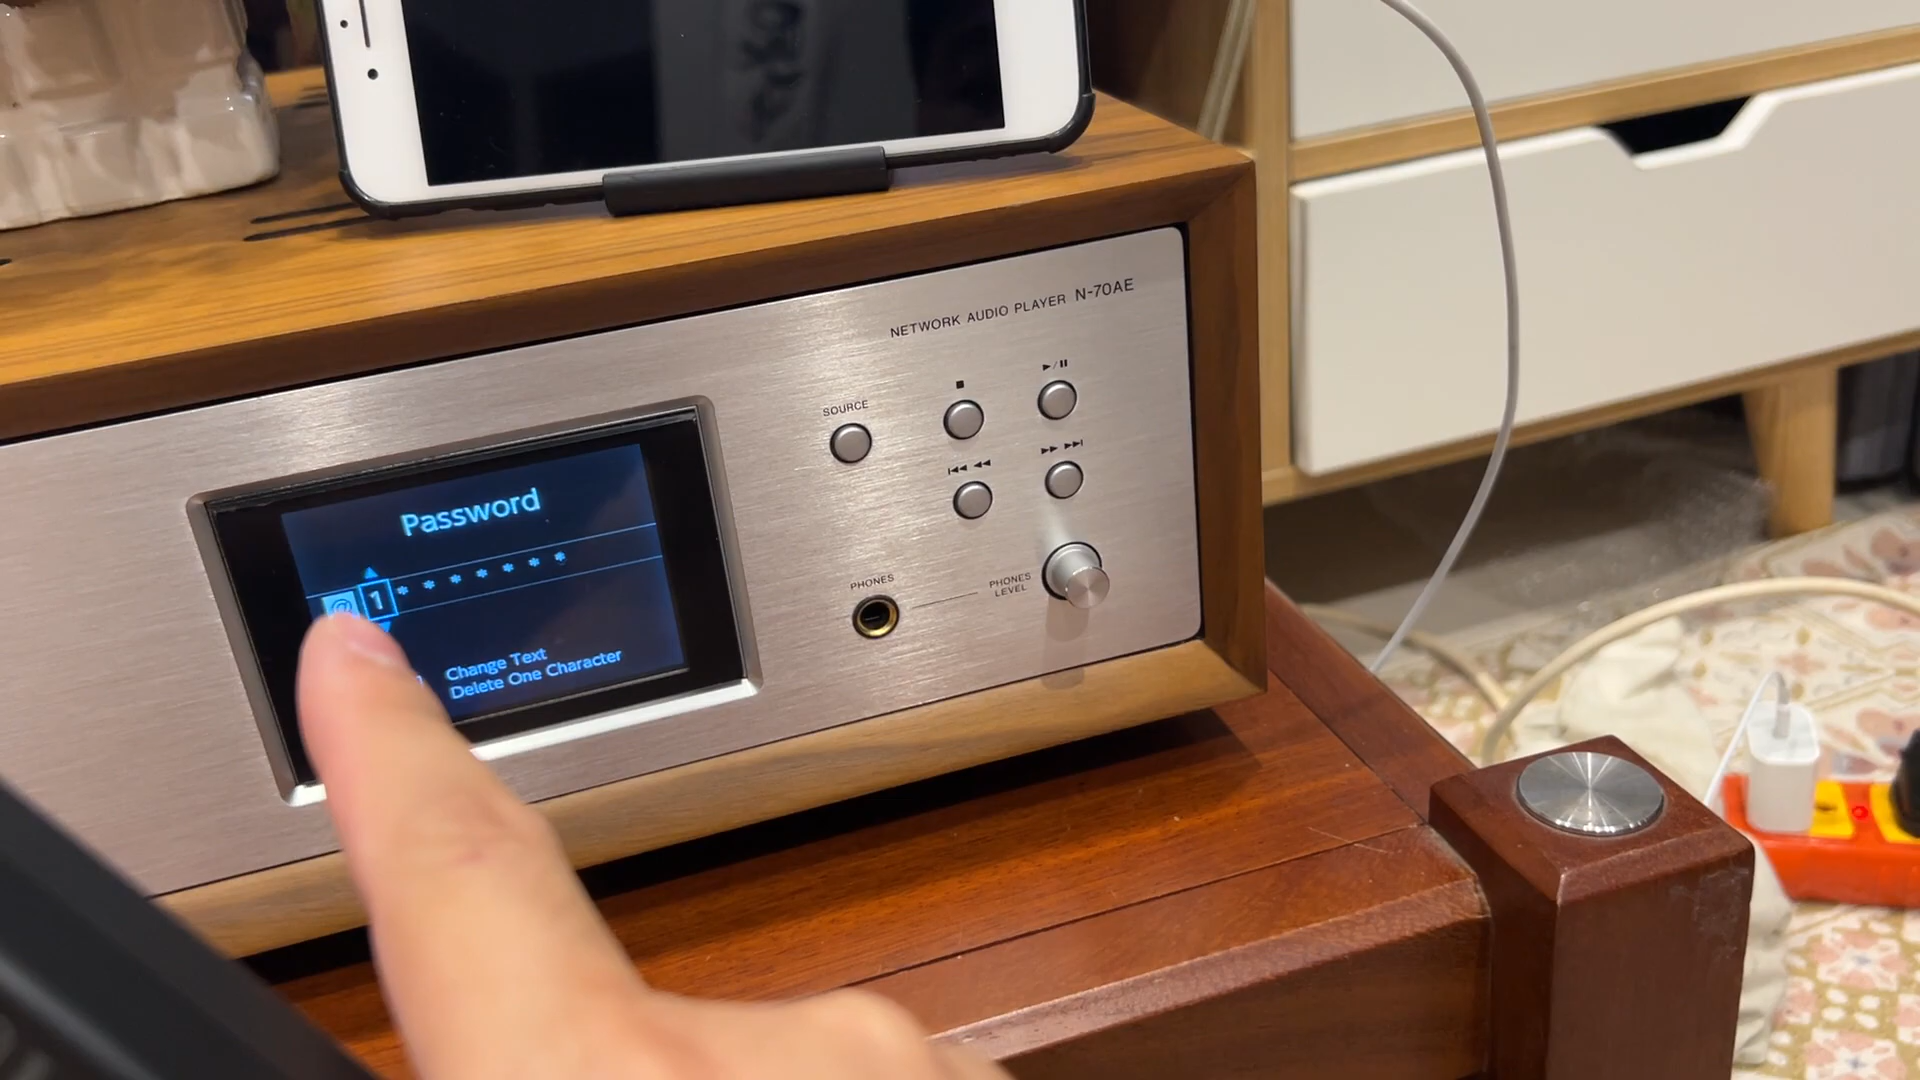 NETWORK AUDIO PLAYER N-70AE
SOURCE
Password
@ 1 * * * * * * *
PHONES
PHONES
LEVEL
Change Text
Delete One Character